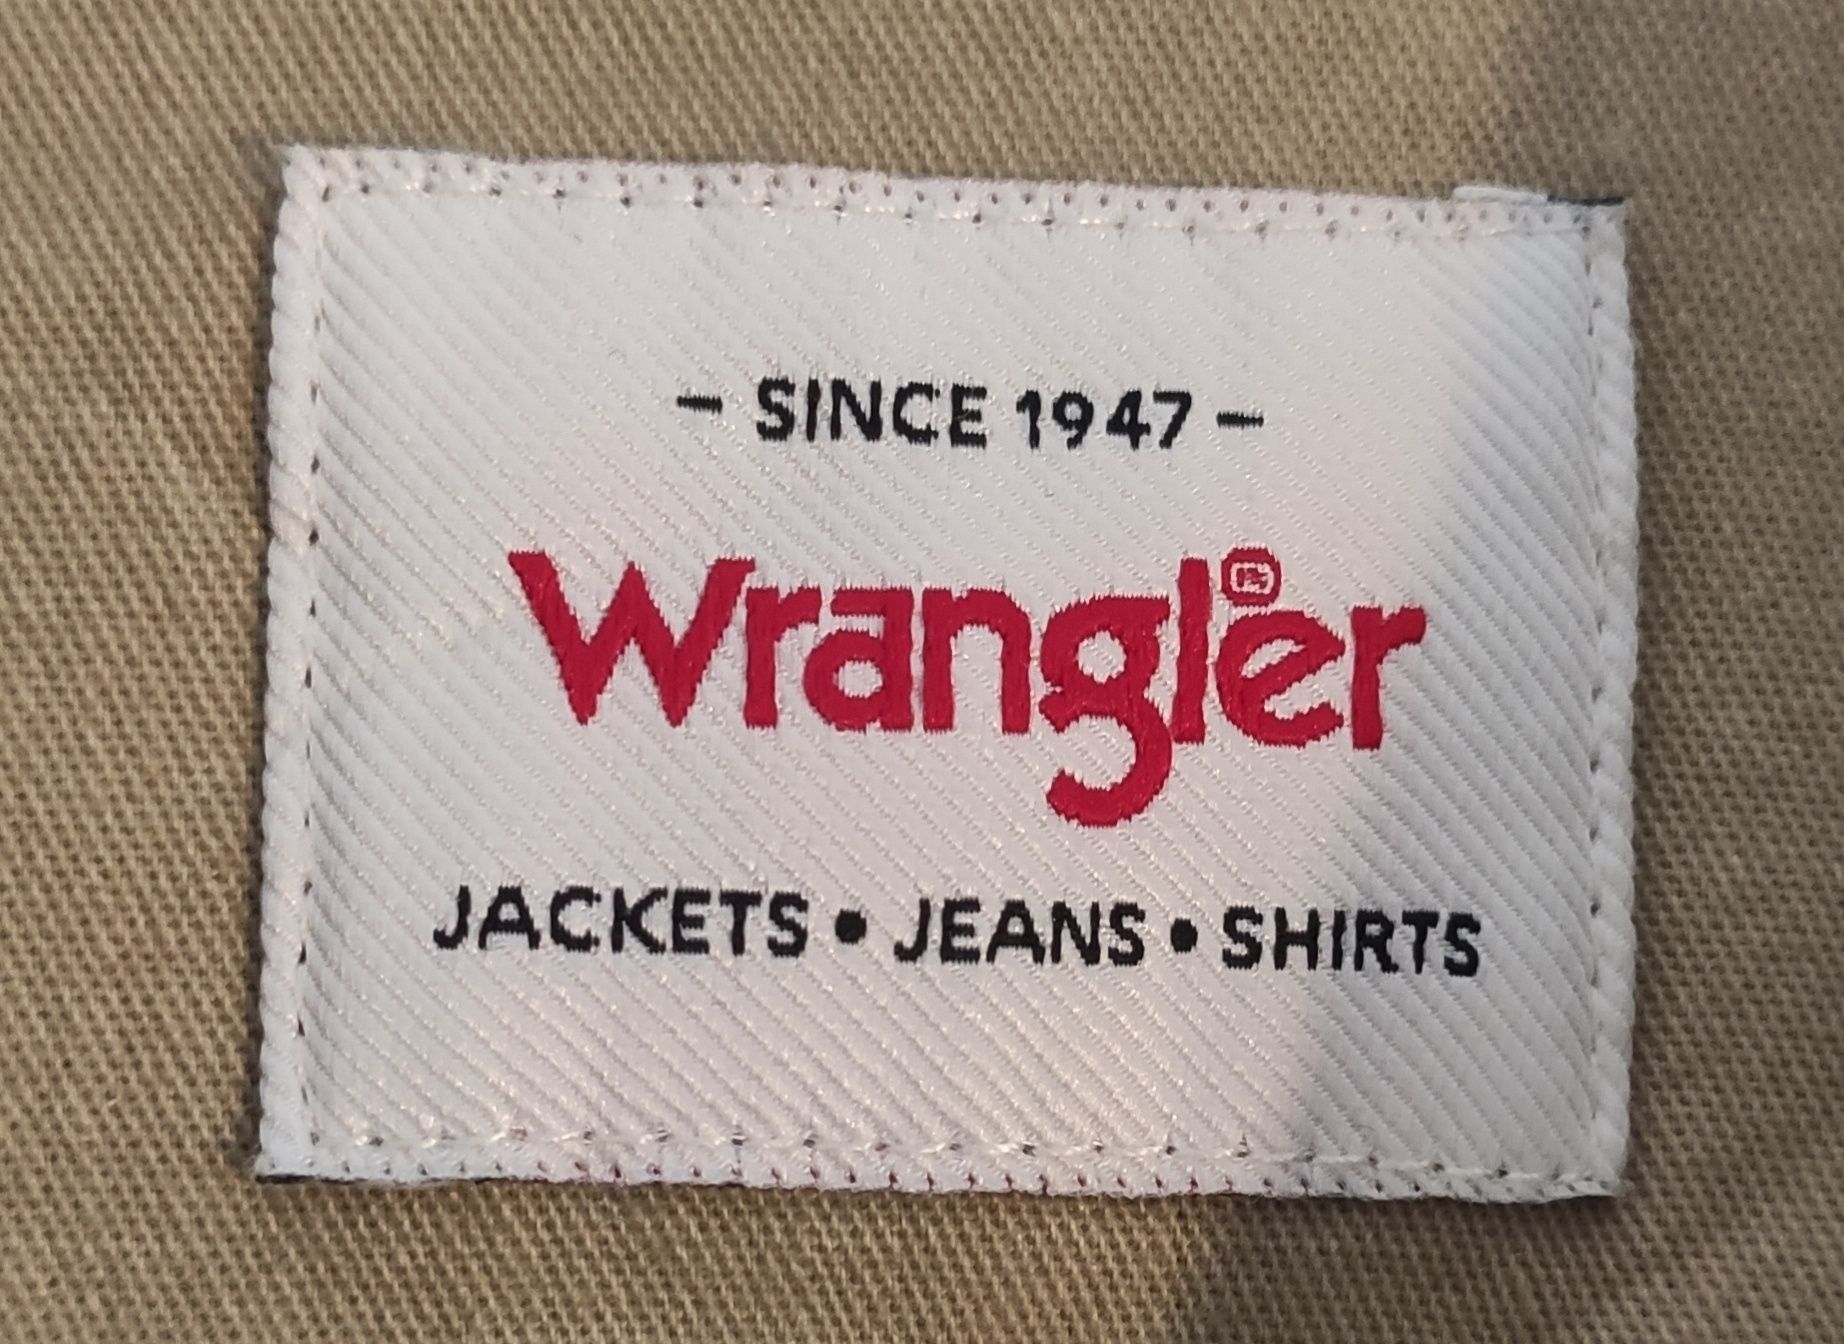 – SINCE 1947 –
Wrangler®
JACKETS • JEANS • SHIRTS